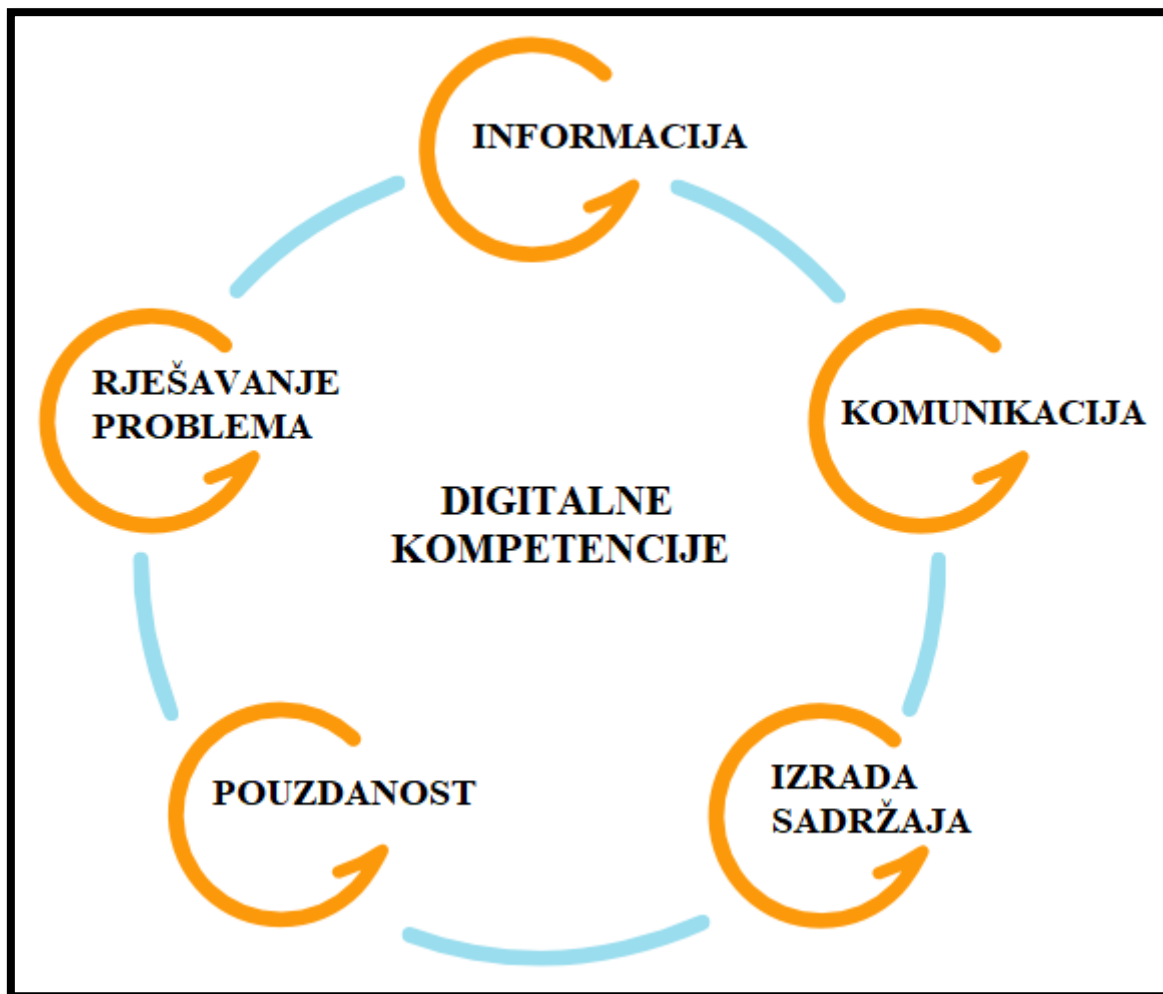 INFORMACIJA
KOMUNIKACIJA
RJEŠAVANJE
PROBLEMA
DIGITALNE
KOMPETENCIJE
POUZDANOST
IZRADA
SADRŽAJA